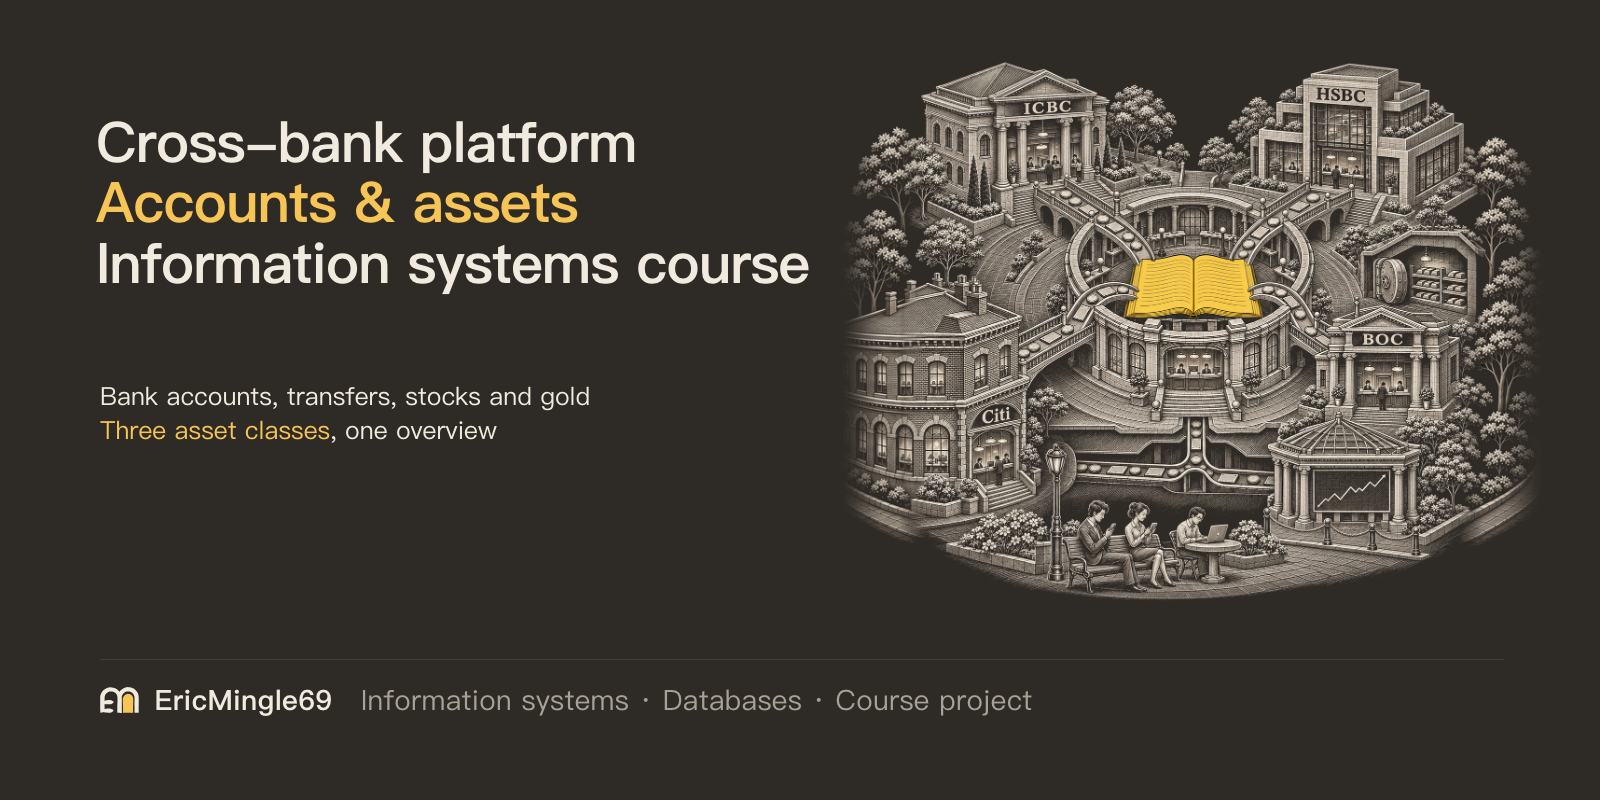 Cross–bank platform
Accounts & assets
Information systems course
Bank accounts, transfers, stocks and gold
Three asset classes, one overview
ICBC
HSBC
BOC
Citi
EricMingle69 Information systems · Databases · Course project